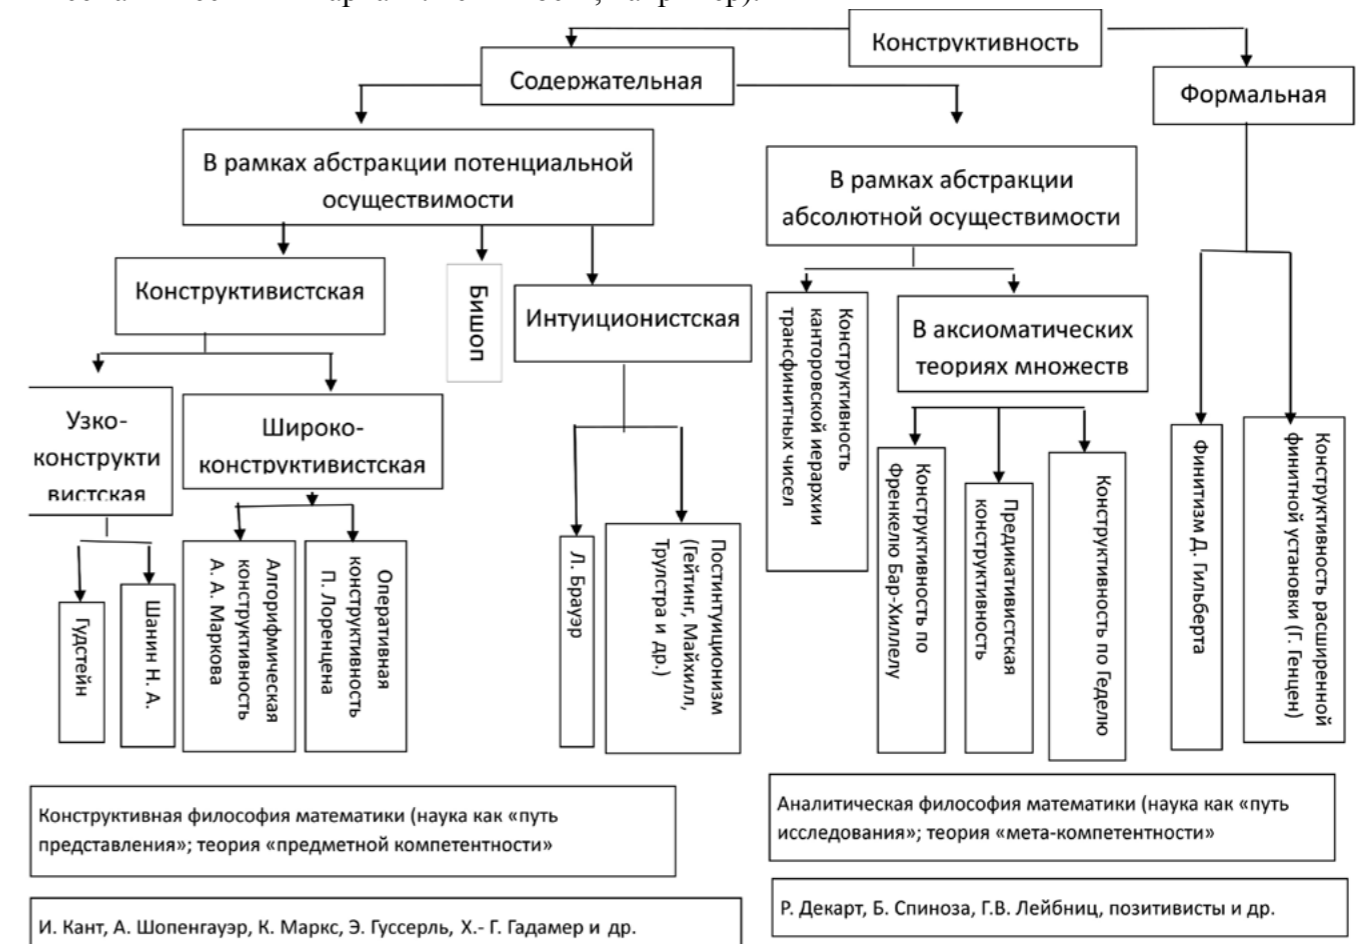 Конструктивность
Содержательная
Формальная
В рамках абстракции потенциальной
осуществимости
В рамках абстракции
абсолютной осуществимости
Конструктивистская
Бишоп
Интуиционистская
Конструктивность
канторовской иерархии
трансфинитных чисел
В аксиоматических
теориях множеств
Узко-
конструкти
вистская
Широко-
конструктивистская
Гудстейн
Шанин Н. А.
Алгорифмическая
конструктивность
А. А. Маркова
Оперативная
конструктивность
П. Лоренцена
Л. Брауэр
Постинтуиционизм
(Гейтинг, Майхилл,
Трулстра и др.)
Конструктивность по
Френкелю Бар-Хиллелу
Предикативистская
конструктивность
Конструктивность по Геделю
Финитизм Д. Гильберта
Конструктивность расширенной
финитной установки (Г. Генцен)
Конструктивная философия математики (наука как «путь
представления»; теория «предметной компетентности»
Аналитическая философия математики (наука как «путь
исследования»; теория «мета-компетентности»
И. Кант, А. Шопенгауэр, К. Маркс, Э. Гуссерль, Х.- Г. Гадамер и др.
Р. Декарт, Б. Спиноза, Г.В. Лейбниц, позитивисты и др.